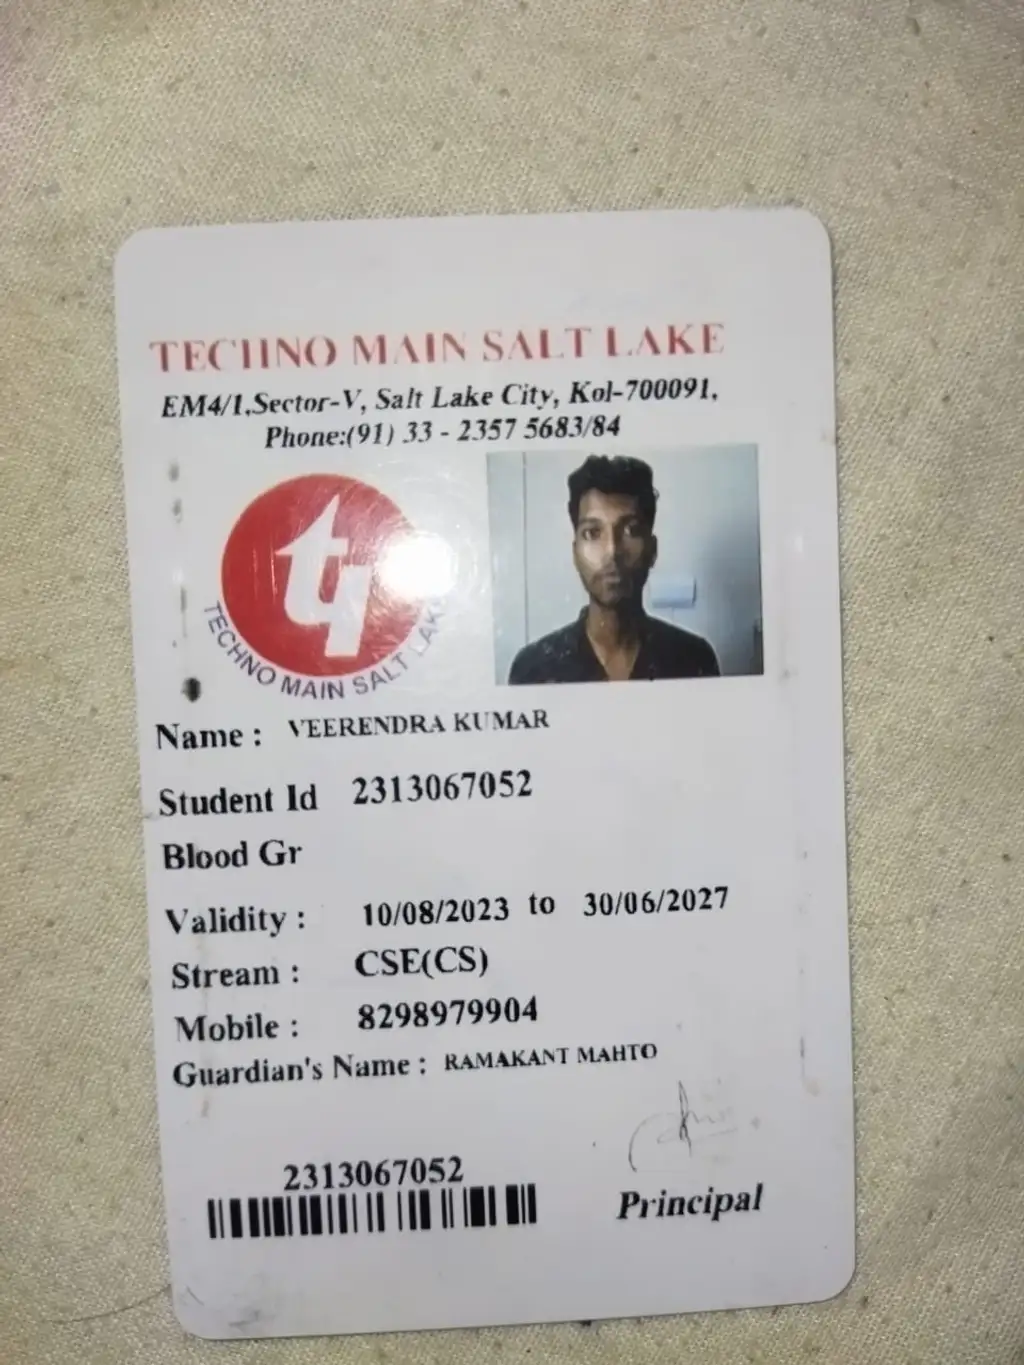 TECHNO MAIN SALT LAKE
EM4/1,Sector-V, Salt Lake City, Kol-700091,
Phone:(91) 33 - 2357 5683/84
TECHNO MAIN SALT LAKE
Name : VEERENDRA KUMAR
Student Id 2313067052
Blood Gr
Validity : 10/08/2023 to 30/06/2027
Stream : CSE(CS)
Mobile : 8298979904
Guardian's Name : RAMAKANT MAHTO
2313067052
Principal